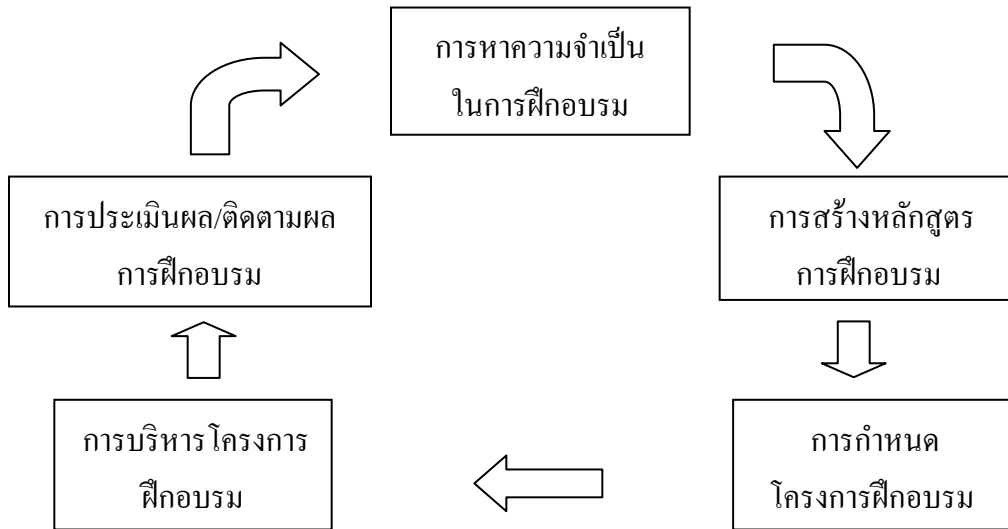 การหาความจำเป็น
ในการฝึกอบรม
การประเมินผล/ติดตามผล
การฝึกอบรม
การสร้างหลักสูตร
การฝึกอบรม
การบริหารโครงการ
ฝึกอบรม
การกำหนด
โครงการฝึกอบรม